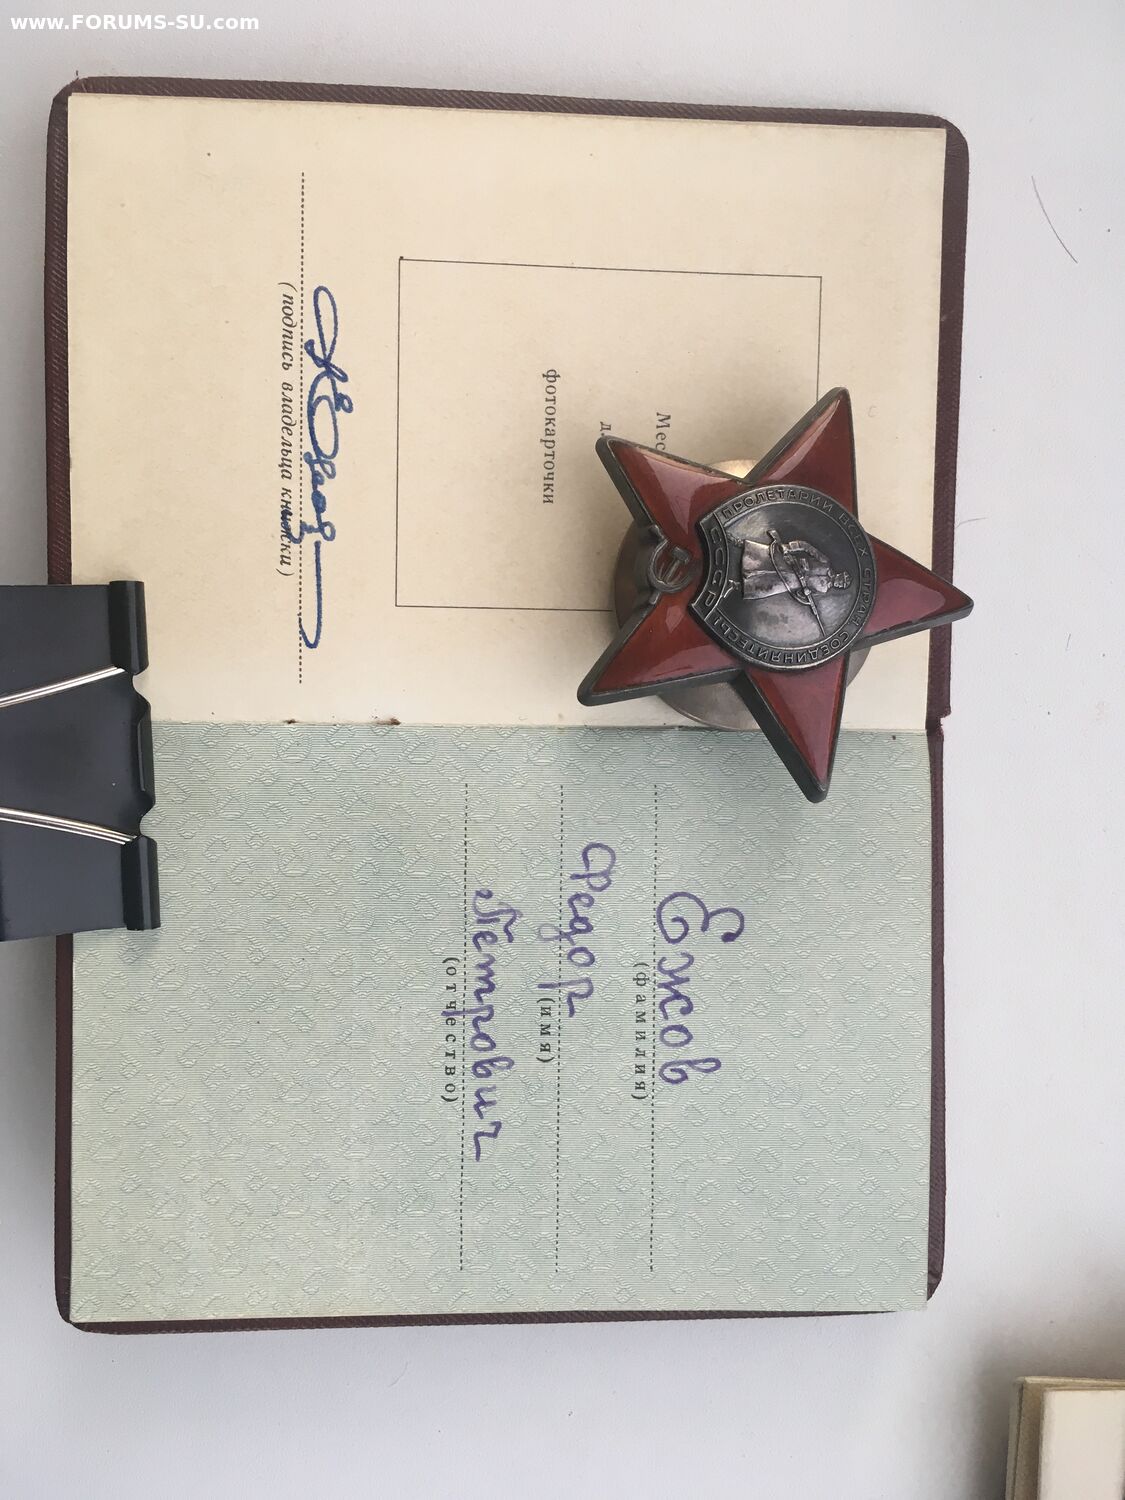 www.FORUMS-SU.com
фотокарточки
(подпись владельца книжки)
ПРОЛЕТАРИИ ВСЕХ СТРАН СОЕДИНЯЙТЕСЬ!
СССР
Ежов
(фамилия)
Федор
(имя)
Петрович
(отчество)